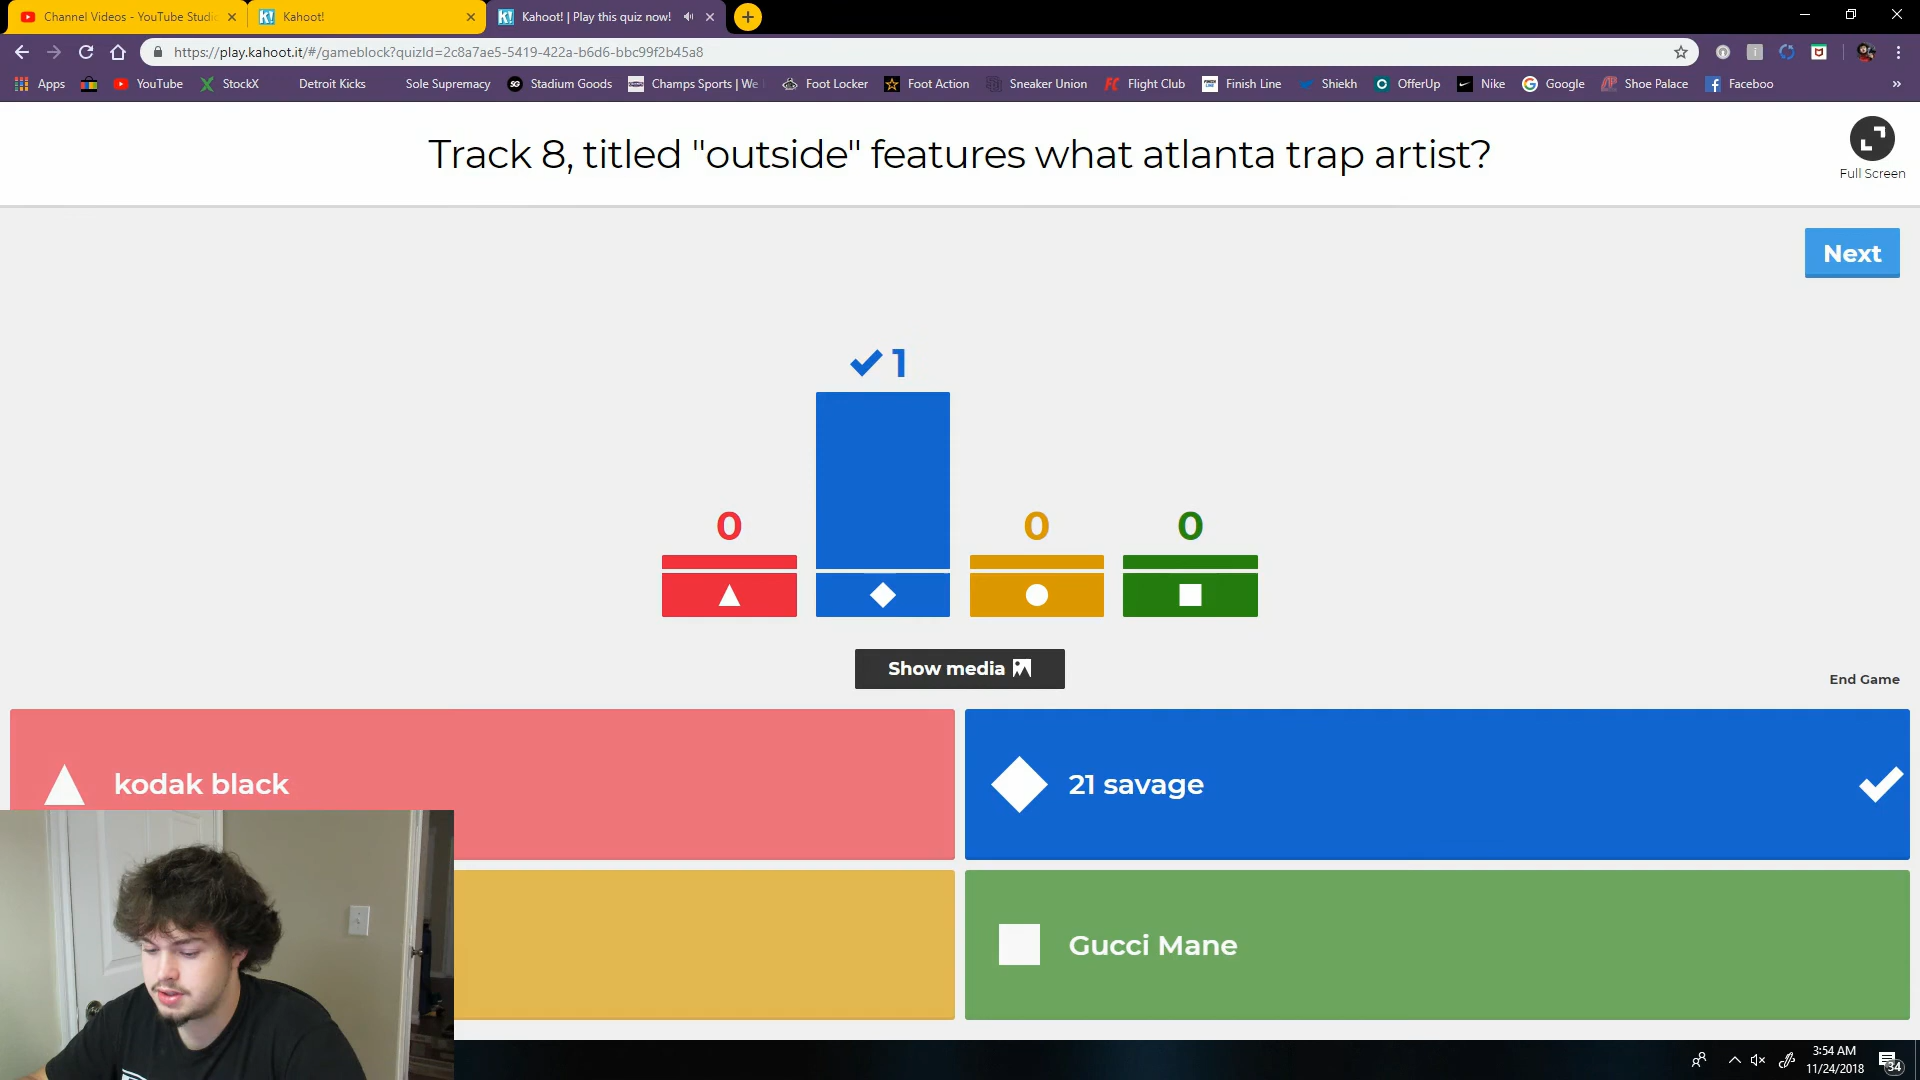 Channel Videos - YouTube Studi
Kahoot!
Kahoot! | Play this quiz now!
https://play.kahoot.it/#/gameblock?quizId=2c8a7ae5-5419-422a-b6d6-bbc99f2b45a8
Apps YouTube StockX Detroit Kicks Sole Supremacy Stadium Goods Champs Sports | We Foot Locker Foot Action Sneaker Union Flight Club Finish Line Shiekh OfferUp Nike Google Shoe Palace Faceboo
Track 8, titled "outside" features what atlanta trap artist?
Full Screen
Next
1
0
0
0
Show media
End Game
kodak black
21 savage
Gucci Mane
3:54 AM
11/24/2018
34